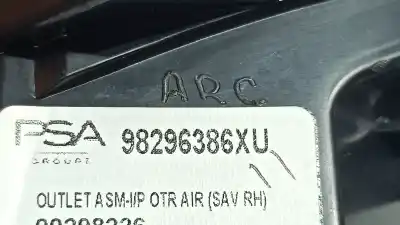 ARC
PSA 98296386XU
GROUPE
OUTLET ASM-I/P OTR AIR (SAV RH)